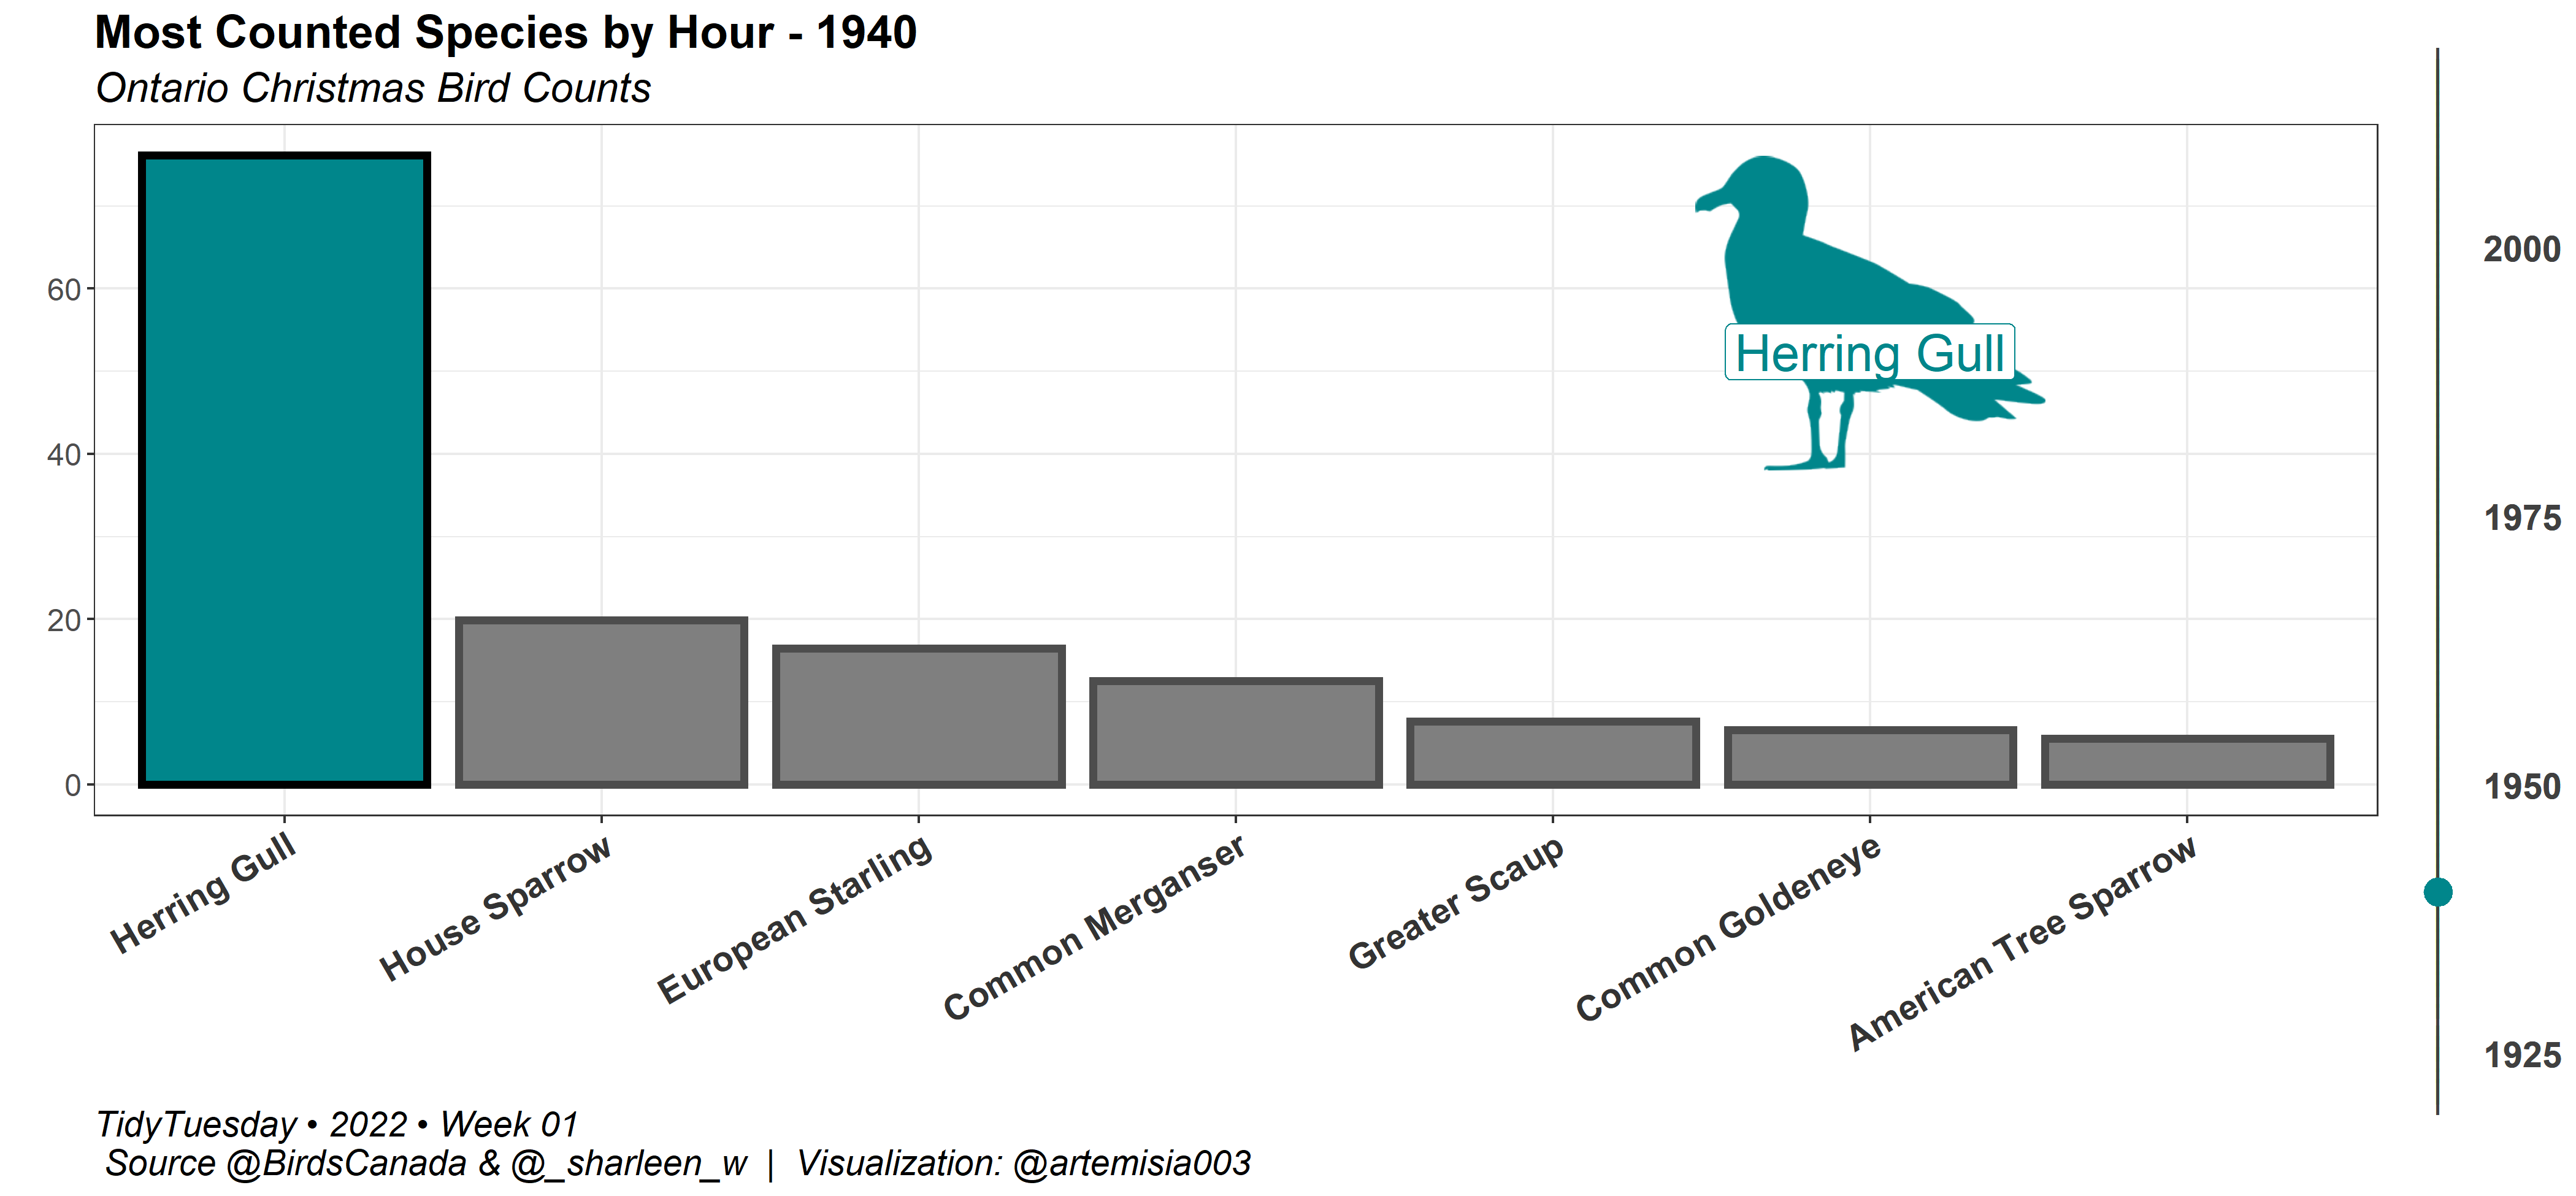 Most Counted Species by Hour - 1940
Ontario Christmas Bird Counts
60
40
20
0
Herring Gull
Herring Gull
House Sparrow
European Starling
Common Merganser
Greater Scaup
Common Goldeneye
American Tree Sparrow
2000
1975
1950
1925
TidyTuesday • 2022 • Week 01
Source @BirdsCanada & @_sharleen_w | Visualization: @artemisia003